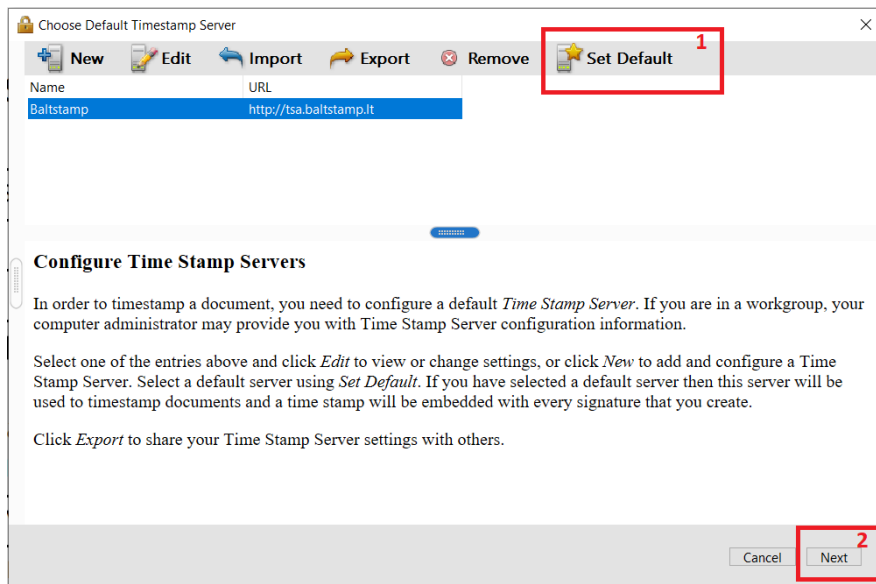 Choose Default Timestamp Server
New Edit Import Export Remove Set Default 1
Name URL
Baltstamp http://tsa.baltstamp.lt
Configure Time Stamp Servers
In order to timestamp a document, you need to configure a default Time Stamp Server. If you are in a workgroup, your
computer administrator may provide you with Time Stamp Server configuration information.
Select one of the entries above and click Edit to view or change settings, or click New to add and configure a Time
Stamp Server. Select a default server using Set Default. If you have selected a default server then this server will be
used to timestamp documents and a time stamp will be embedded with every signature that you create.
Click Export to share your Time Stamp Server settings with others.
2
Cancel Next